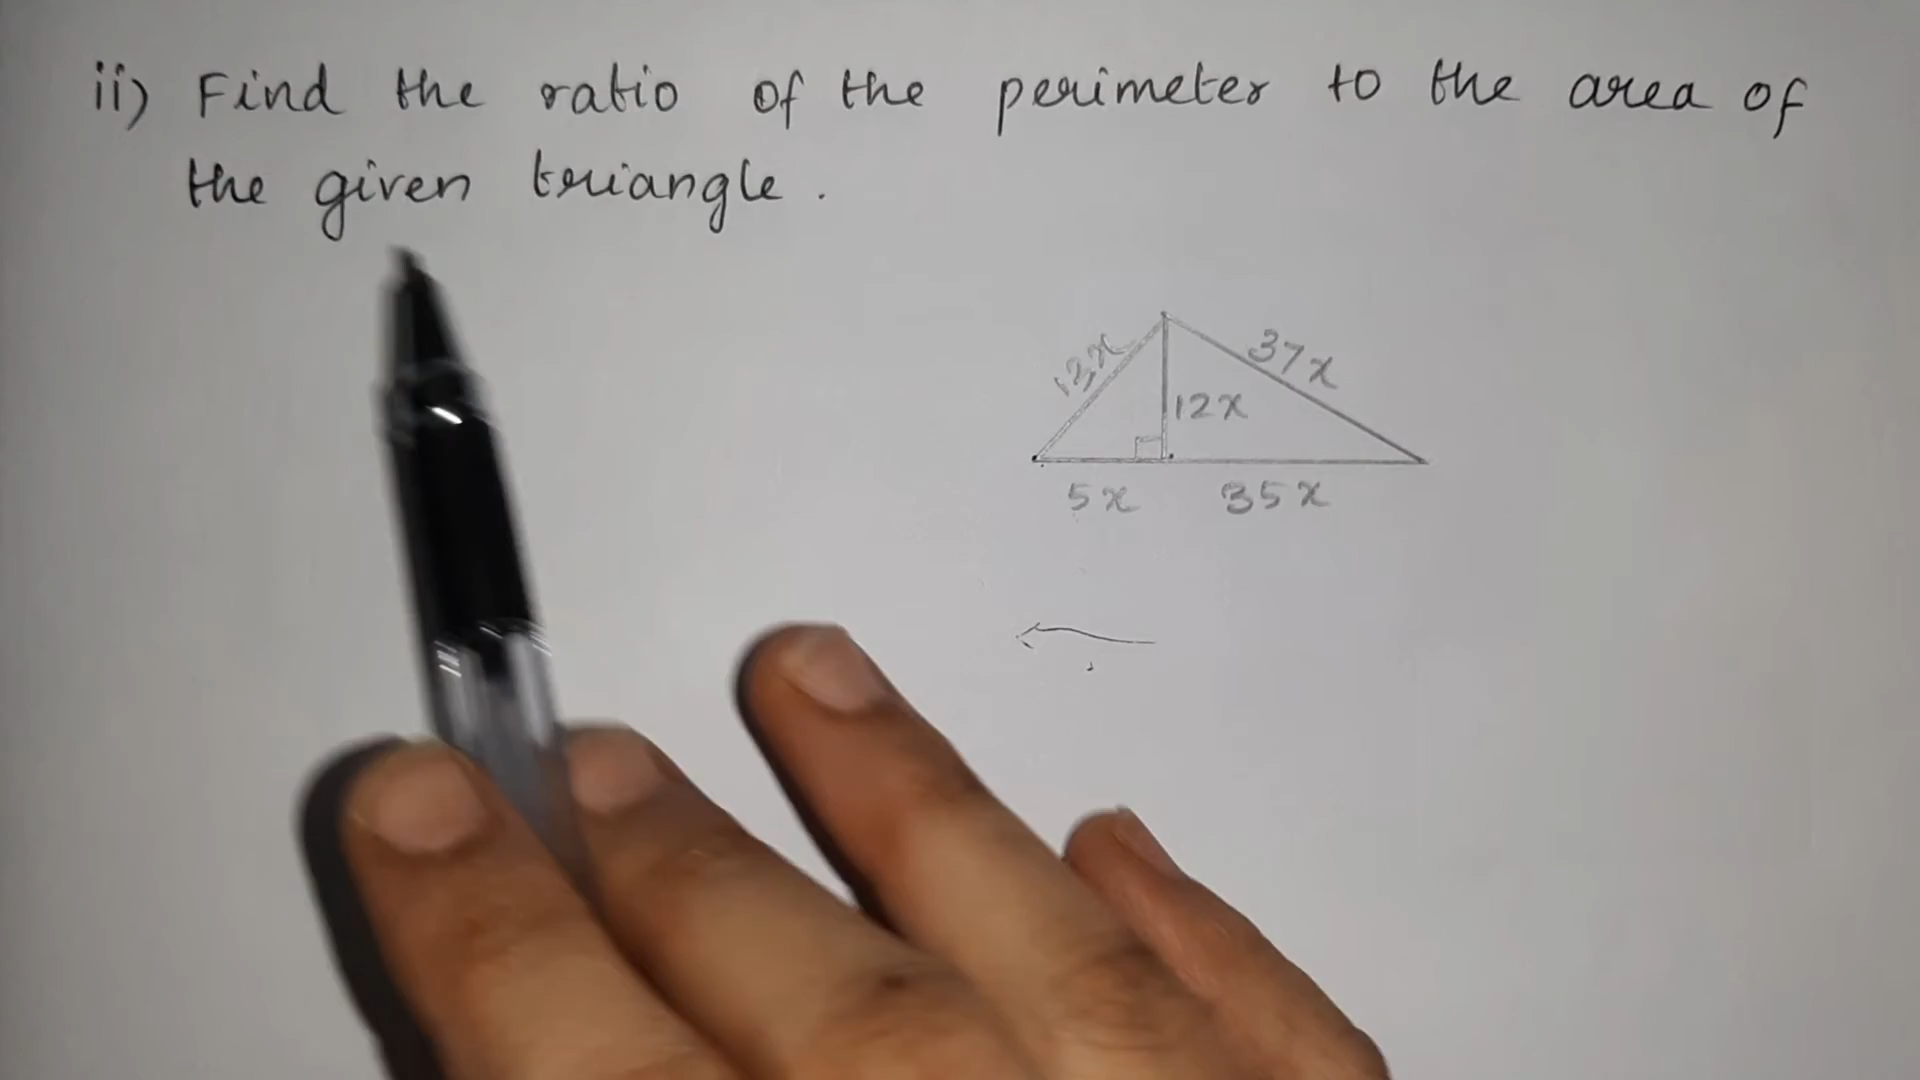 ii) Find the ratio of the perimeter to the area of
the given triangle.
13x
37x
12x
5x 35x